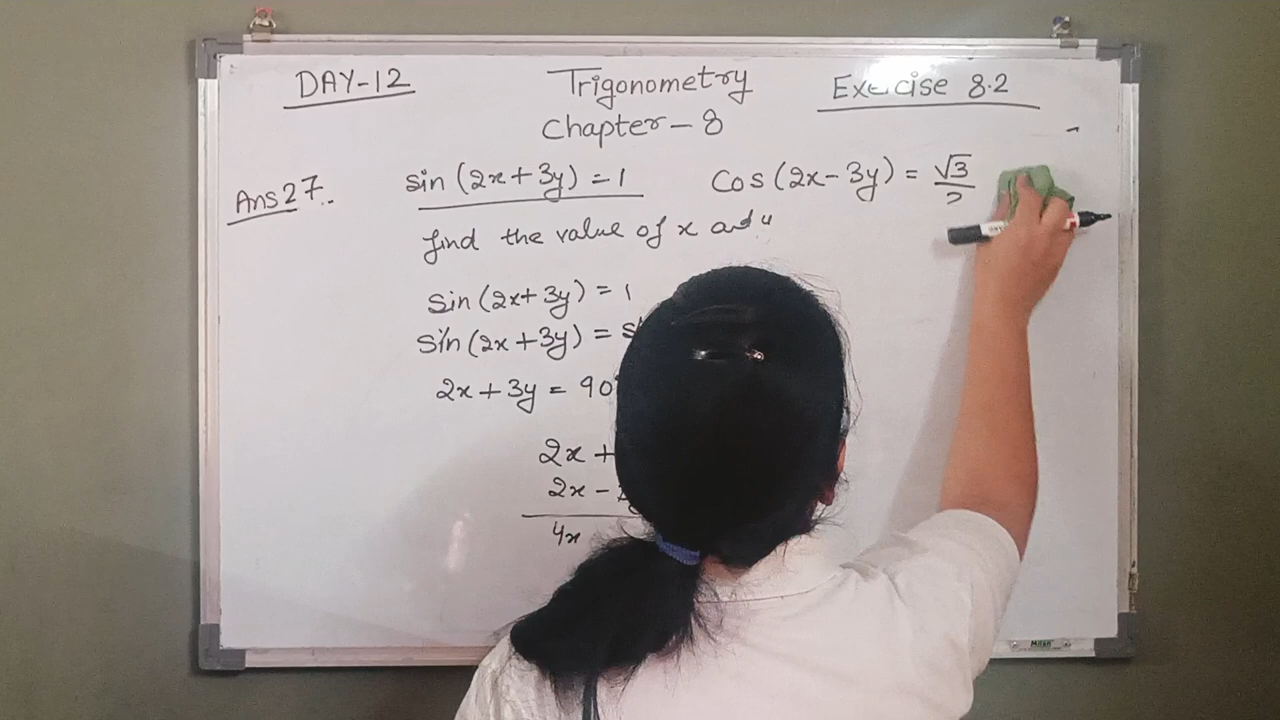 DAY-12 Trigonometry Exercise 8.2
Chapter-8
Ans 27. sin (2x+3y) = 1 Cos (2x-3y) = √3/2
find the value of x and y
sin (2x+3y) = 1
sin (2x+3y) =
2x+3y = 90°
2x +
2x -
4x
Milan